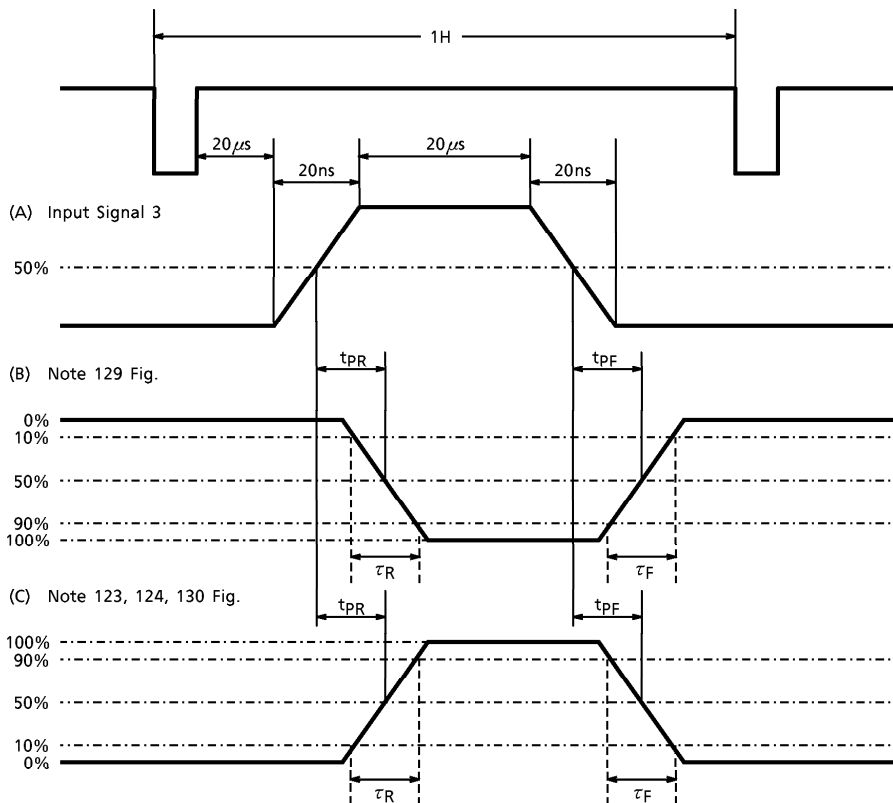 1H
20μs
20μs
20ns
20ns
(A) Input Signal 3
50%
tPR
tPF
(B) Note 129 Fig.
0%
10%
50%
90%
100%
τR
τF
(C) Note 123, 124, 130 Fig.
tPR
tPF
100%
90%
50%
10%
0%
τR
τF